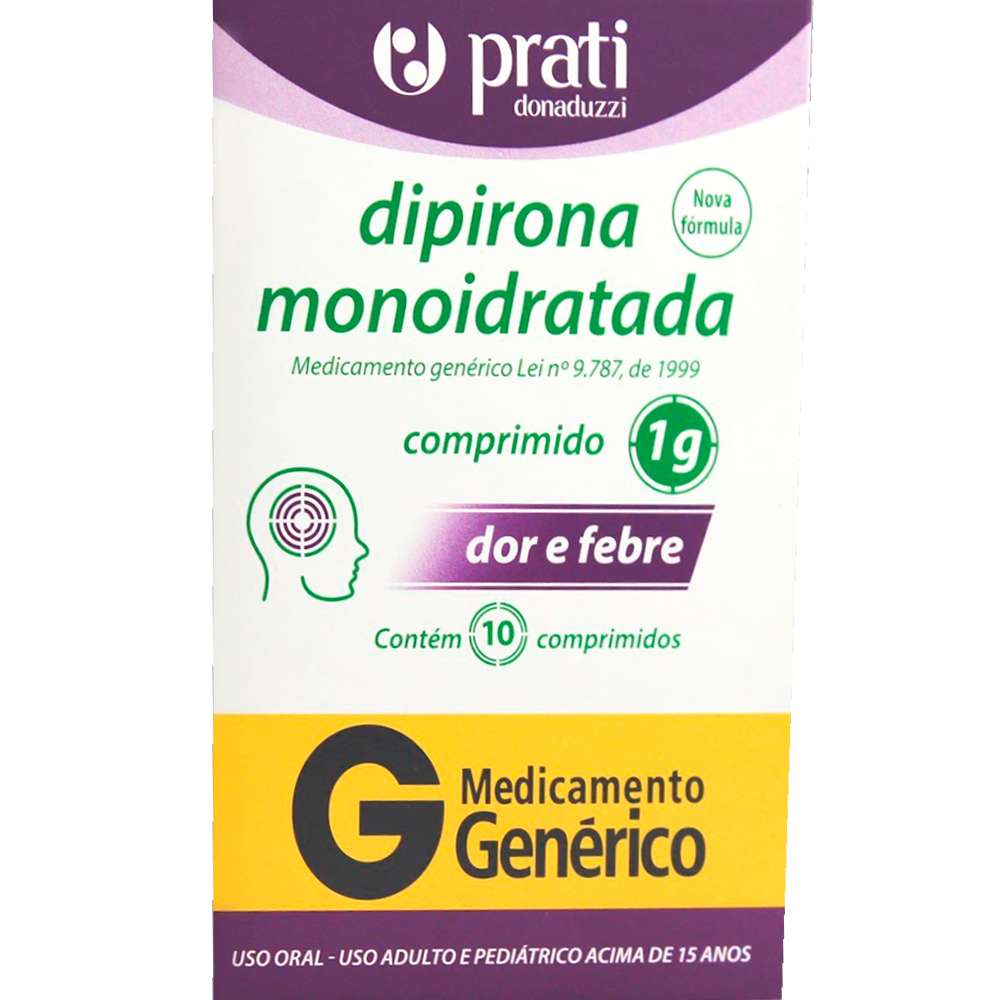 prati
donaduzzi
dipirona
monoidratada
Nova
fórmula
Medicamento genérico Lei nº 9.787, de 1999
comprimido 1g
dor e febre
Contém 10 comprimidos
G Medicamento
Genérico
USO ORAL - USO ADULTO E PEDIÁTRICO ACIMA DE 15 ANOS